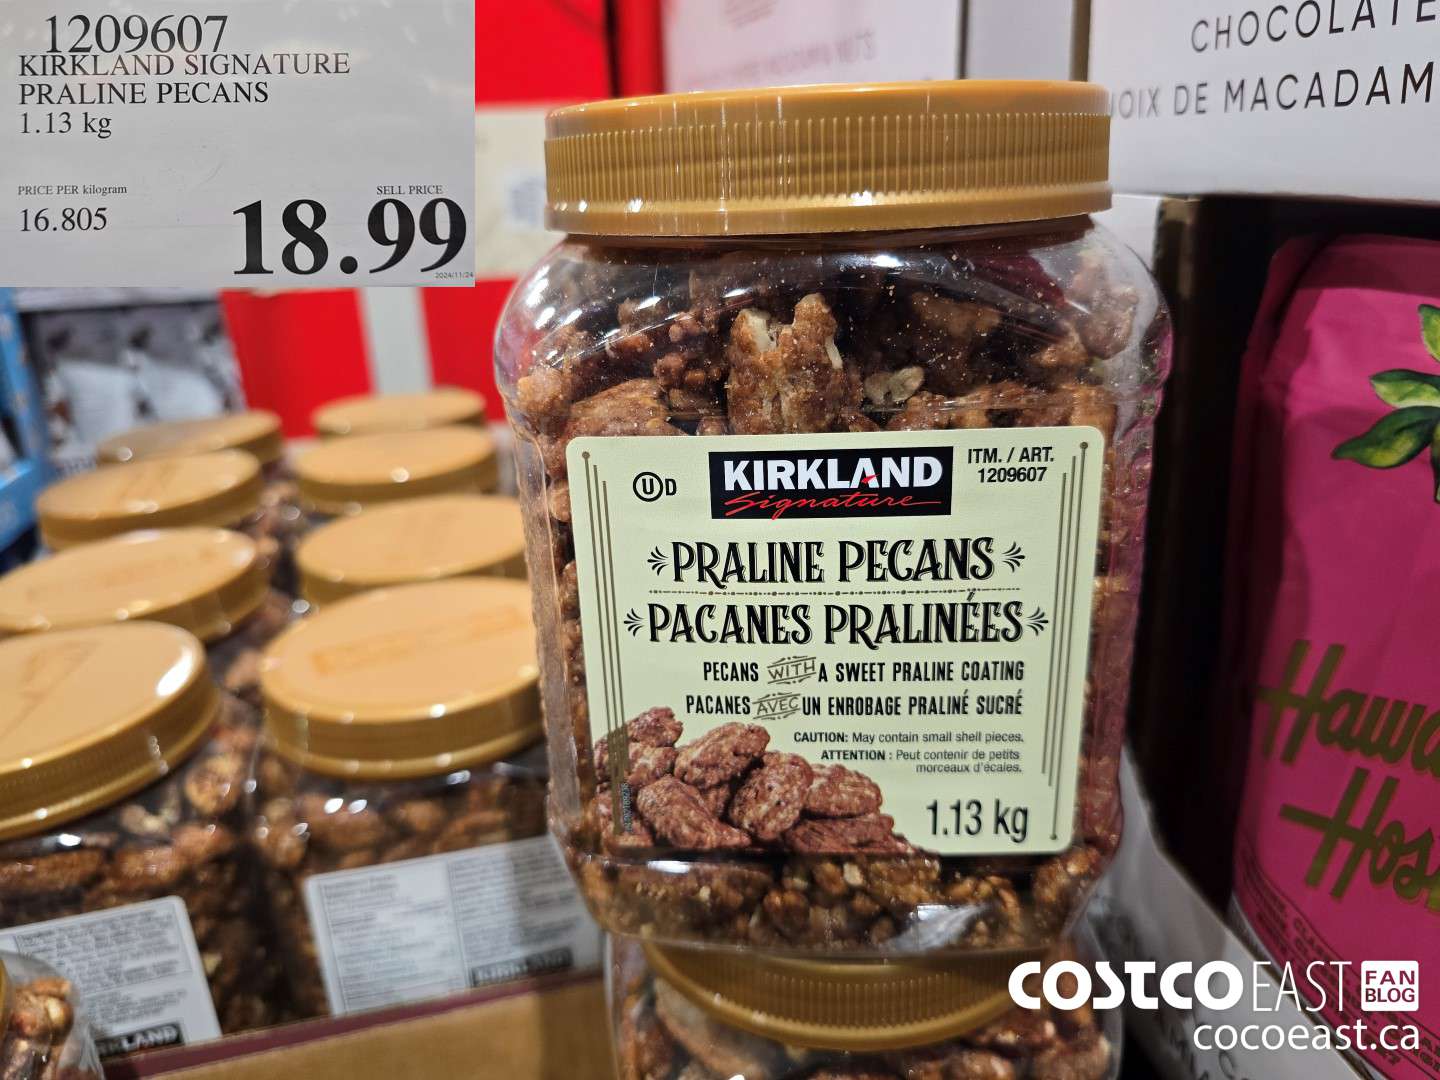 1209607
KIRKLAND SIGNATURE
PRALINE PECANS
1.13 kg
PRICE PER kilogram
16.805
SELL PRICE
18.99
2024/11/24
CHOCOLATE
DE MACADAM
UD
KIRKLAND
Signature
ITM. / ART.
1209607
PRALINE PECANS
PACANES PRALINÉES
PECANS WITH A SWEET PRALINE COATING
PACANES AVEC UN ENROBAGE PRALINÉ SUCRÉ
CAUTION: May contain small shell pieces.
ATTENTION : Peut contenir de petits
morceaux d'écales.
1.13 kg
KIRKLAND
COSTCO EAST FAN
BLOG
cocoeast.ca